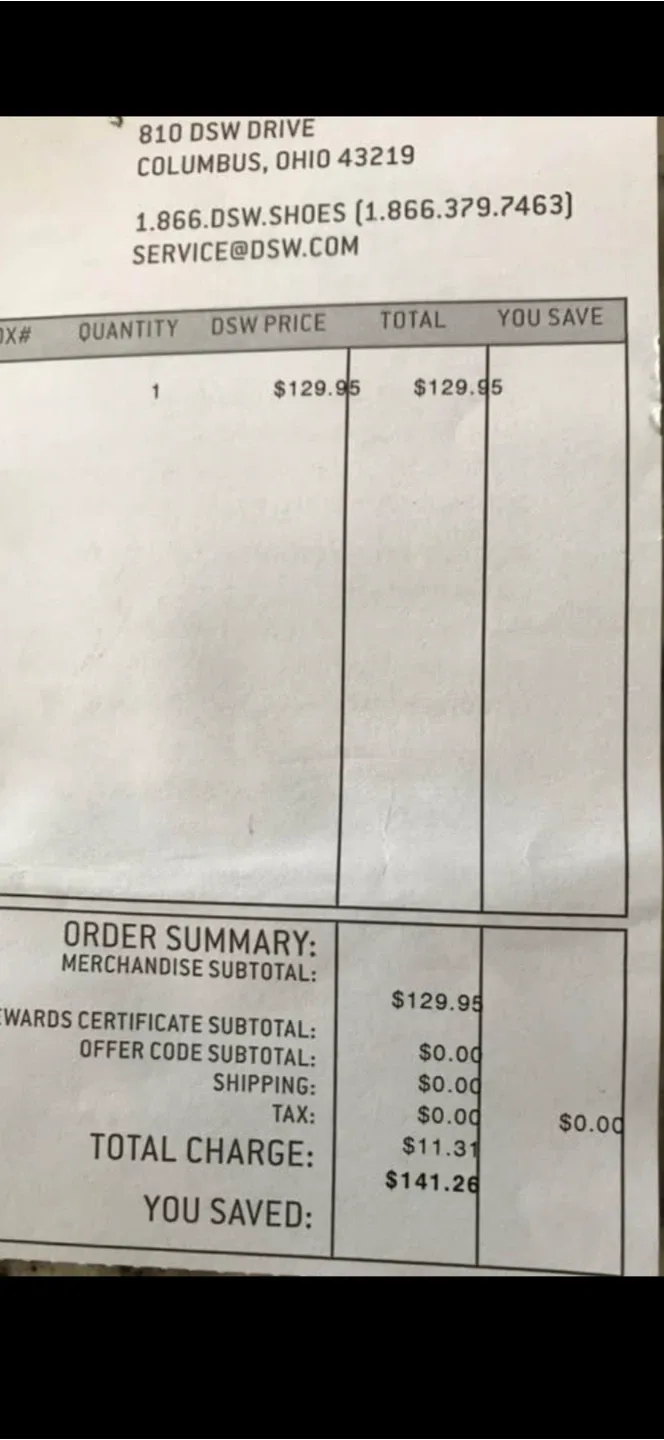 810 DSW DRIVE
COLUMBUS, OHIO 43219
1.866.DSW.SHOES (1.866.379.7463)
SERVICE@DSW.COM
QUANTITY DSW PRICE TOTAL YOU SAVE
1 $129.95 $129.95
ORDER SUMMARY:
MERCHANDISE SUBTOTAL:
$129.95
CERTIFICATE SUBTOTAL:
OFFER CODE SUBTOTAL: $0.00
SHIPPING: $0.00
TAX: $0.00 $0.00
TOTAL CHARGE: $11.31
$141.26
YOU SAVED: